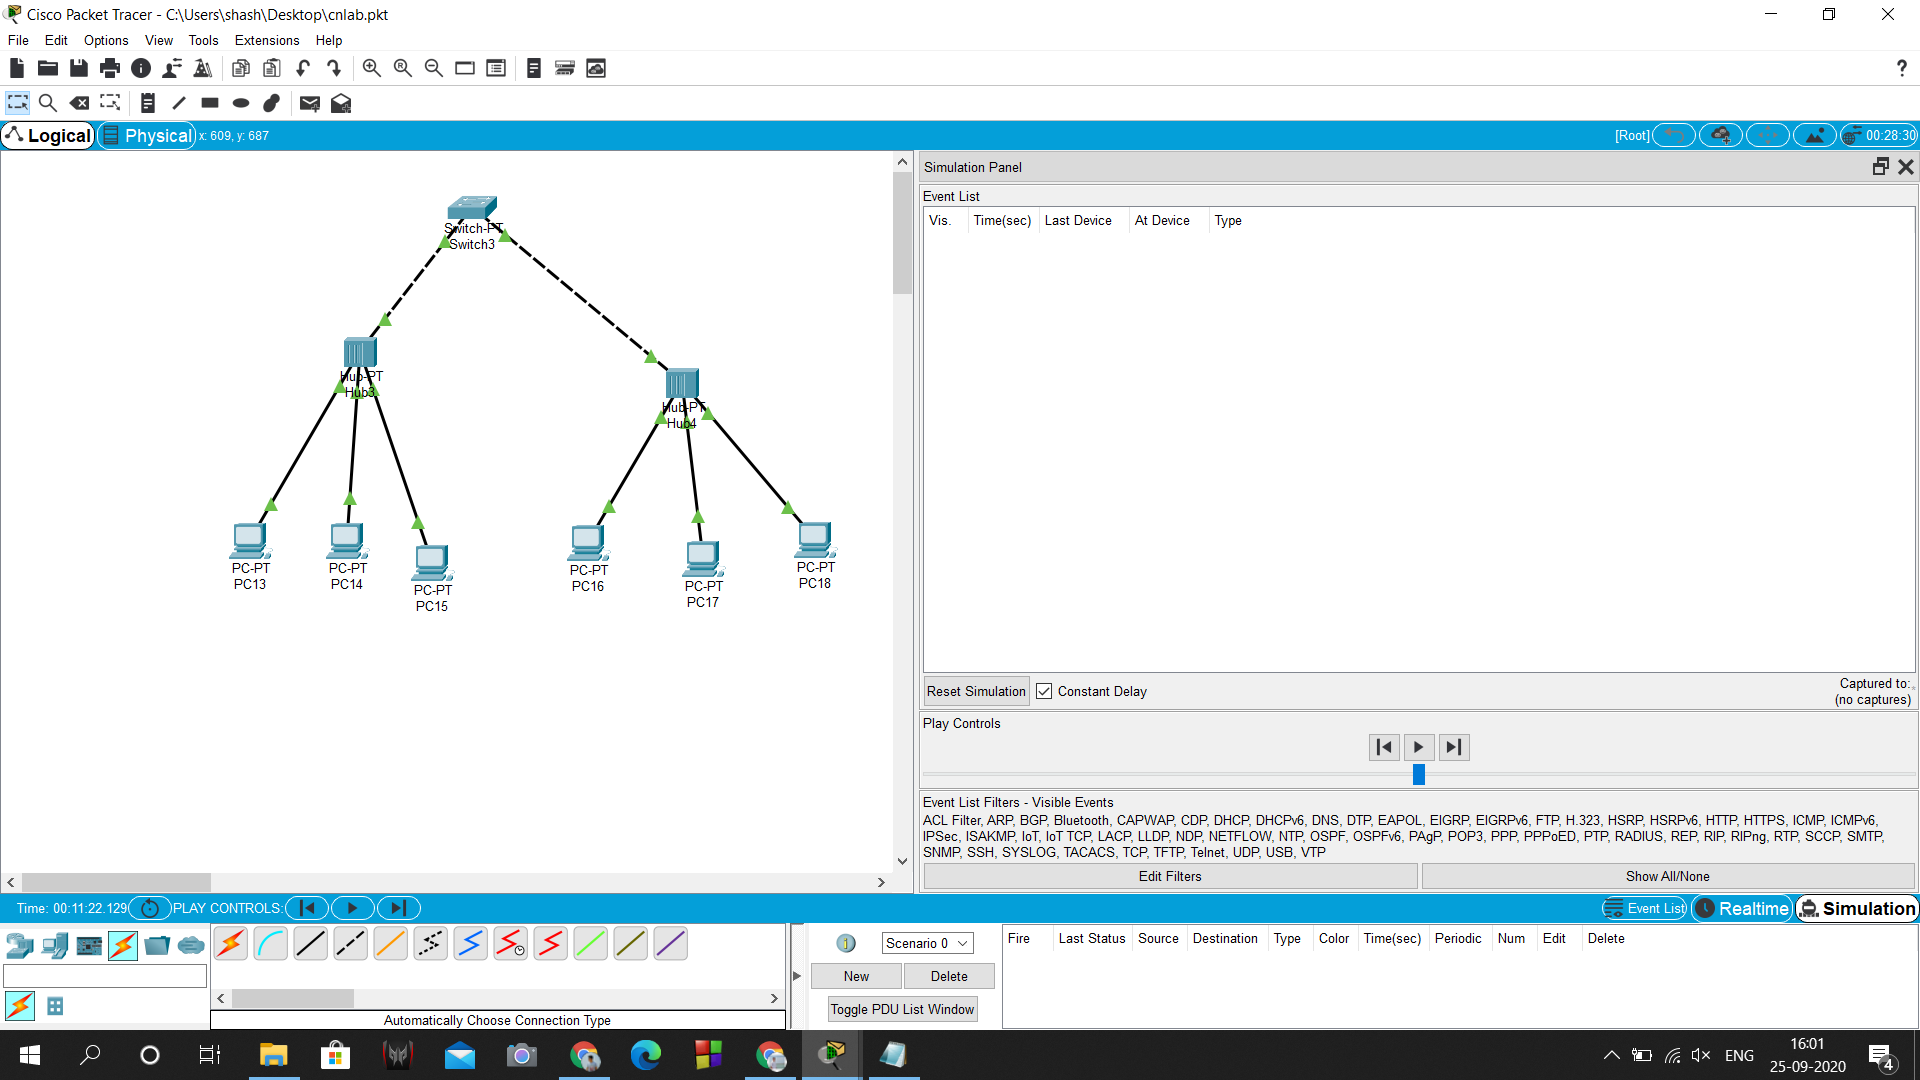 Cisco Packet Tracer - C:\Users\shash\Desktop\cnlab.pkt
File Edit Options View Tools Extensions Help
?
Logical Physical x: 609, y: 687 [Root] 00:28:30
Simulation Panel
Event List
Vis. Time(sec) Last Device At Device Type
Switch-PT
Switch3
Hub-PT
Hub3
Hub-PT
Hub4
PC-PT
PC13
PC-PT
PC14
PC-PT
PC15
PC-PT
PC16
PC-PT
PC17
PC-PT
PC18
Reset Simulation Constant Delay
Captured to:
(no captures)
Play Controls
Event List Filters - Visible Events
ACL Filter, ARP, BGP, Bluetooth, CAPWAP, CDP, DHCP, DHCPv6, DNS, DTP, EAPOL, EIGRP, EIGRPv6, FTP, H.323, HSRP, HSRPv6, HTTP, HTTPS, ICMP, ICMPv6,
IPSec, ISAKMP, IoT, IoT TCP, LACP, LLDP, NDP, NETFLOW, NTP, OSPF, OSPFv6, PAgP, POP3, PPP, PPPoED, PTP, RADIUS, REP, RIP, RIPng, RTP, SCCP, SMTP,
SNMP, SSH, SYSLOG, TACACS, TCP, TFTP, Telnet, UDP, USB, VTP
Edit Filters Show All/None
Time: 00:11:22.129 PLAY CONTROLS: Event List Realtime Simulation
Scenario 0
New Delete
Toggle PDU List Window
Fire Last Status Source Destination Type Color Time(sec) Periodic Num Edit Delete
Automatically Choose Connection Type
ENG
16:01
25-09-2020
4